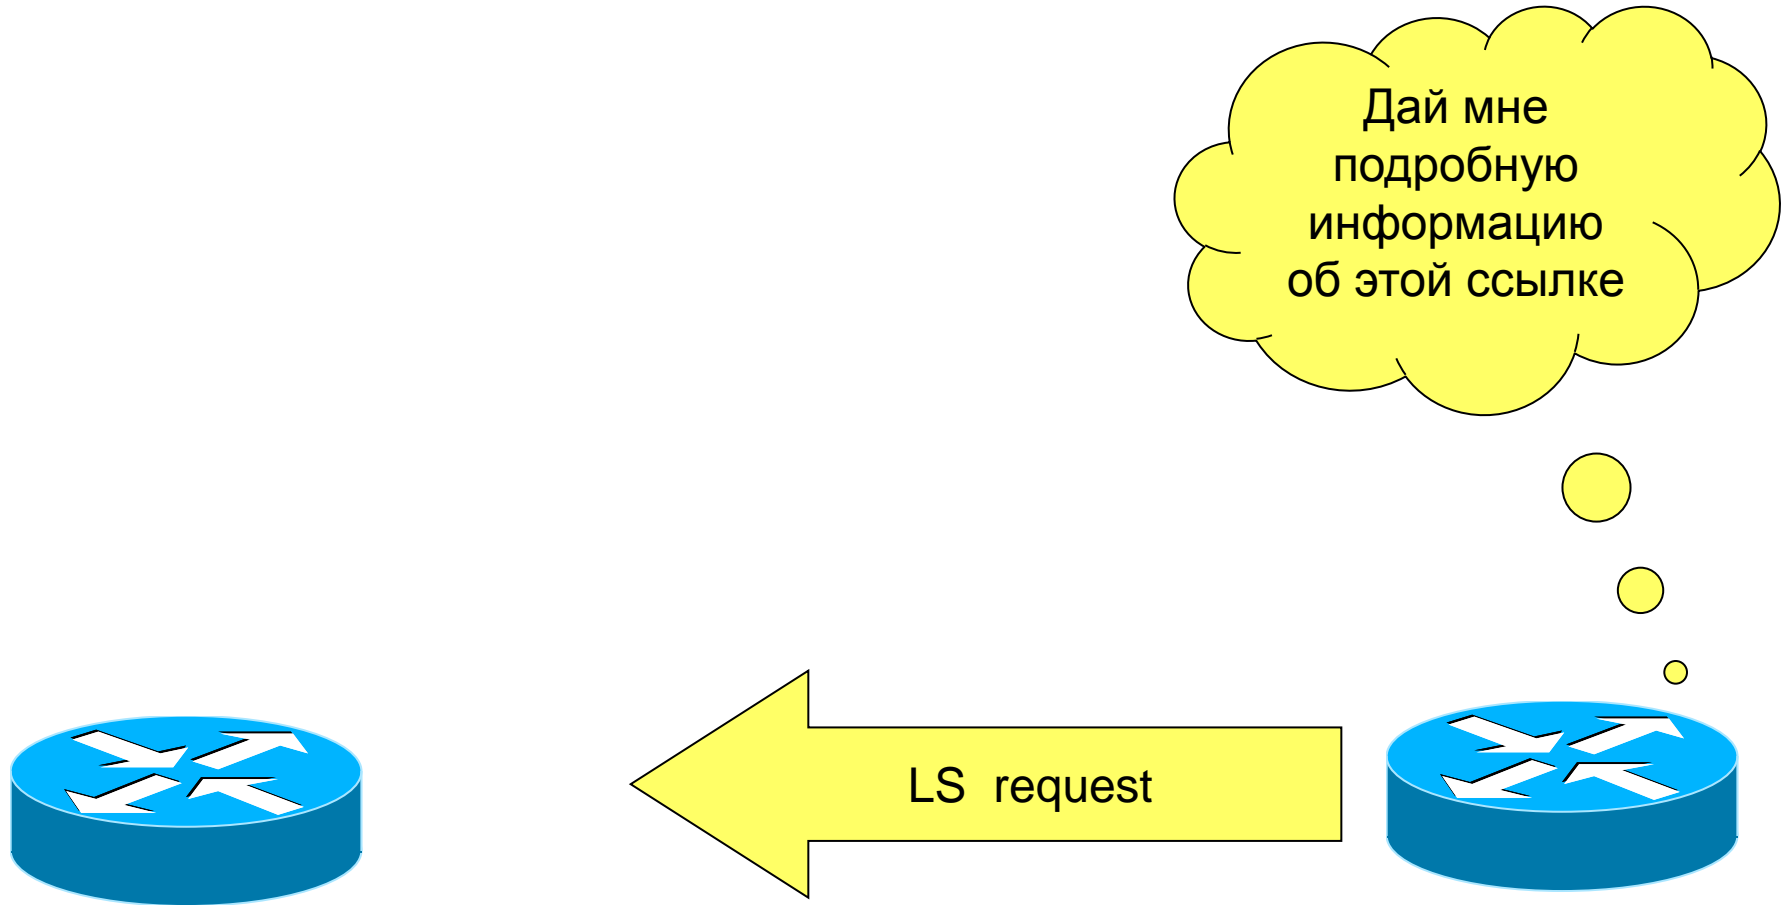 Дай мне
подробную
информацию
об этой ссылке
LS request